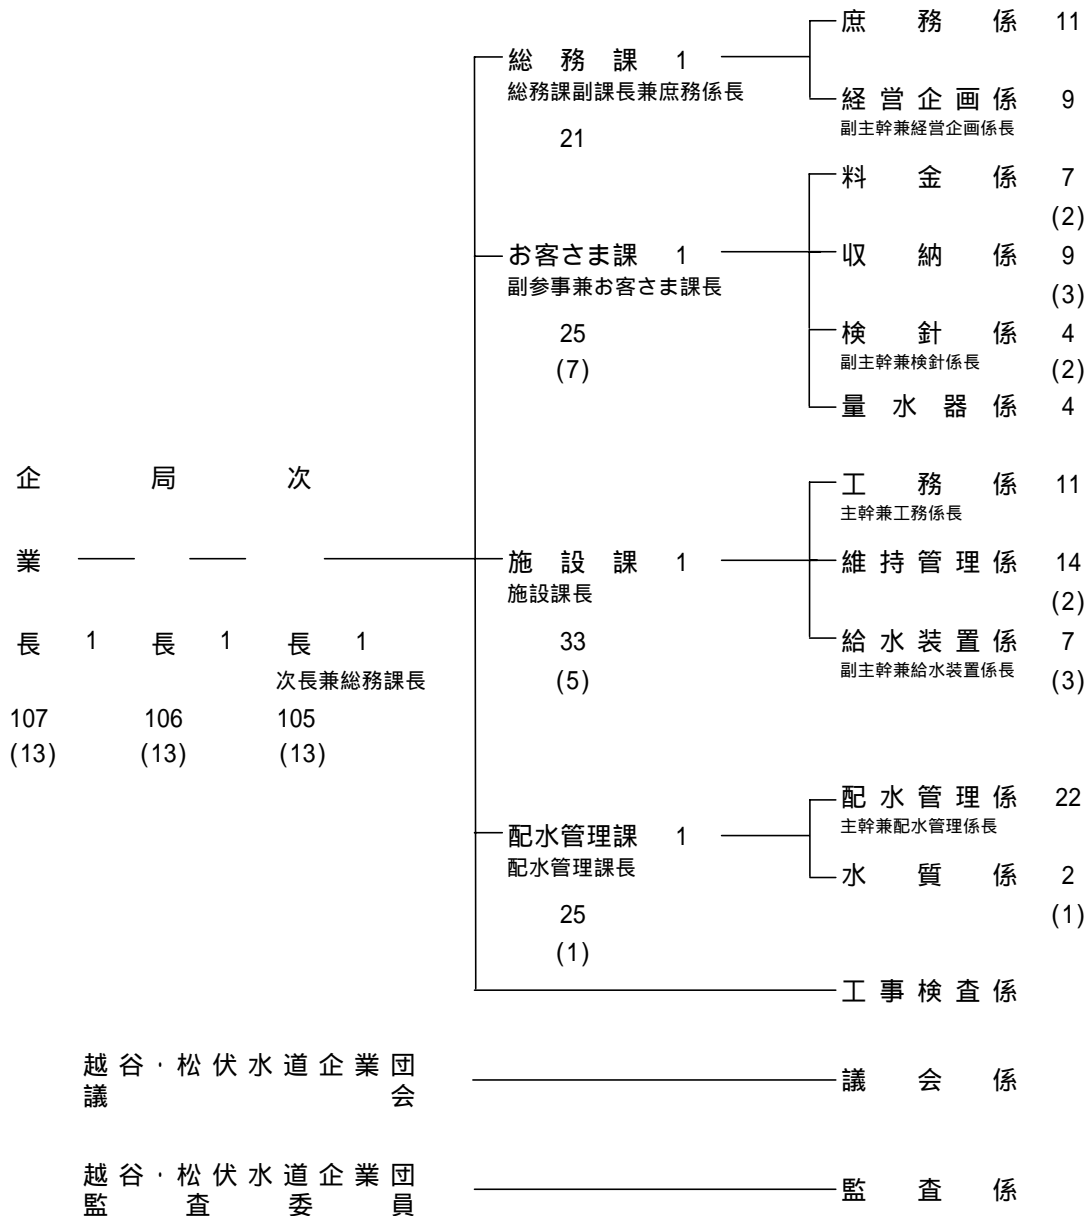 庶務係 11
総務課 1
総務課副課長兼庶務係長
21
経営企画係 9
副主幹兼経営企画係長
料金係 7
(2)
お客さま課 1
副参事兼お客さま課長
25
(7)
収納係 9
(3)
検針係 4
副主幹兼検針係長
(2)
量水器係 4
企業長 1
107
(13)
局長 1
106
(13)
次長 1
次長兼総務課長
105
(13)
工務係 11
主幹兼工務係長
施設課 1
施設課長
33
(5)
維持管理係 14
(2)
給水装置係 7
副主幹兼給水装置係長
(3)
配水管理係 22
主幹兼配水管理係長
配水管理課 1
配水管理課長
25
(1)
水質係 2
(1)
工事検査係
越谷・松伏水道企業団
議会
議会係
越谷・松伏水道企業団
監査委員
監査係